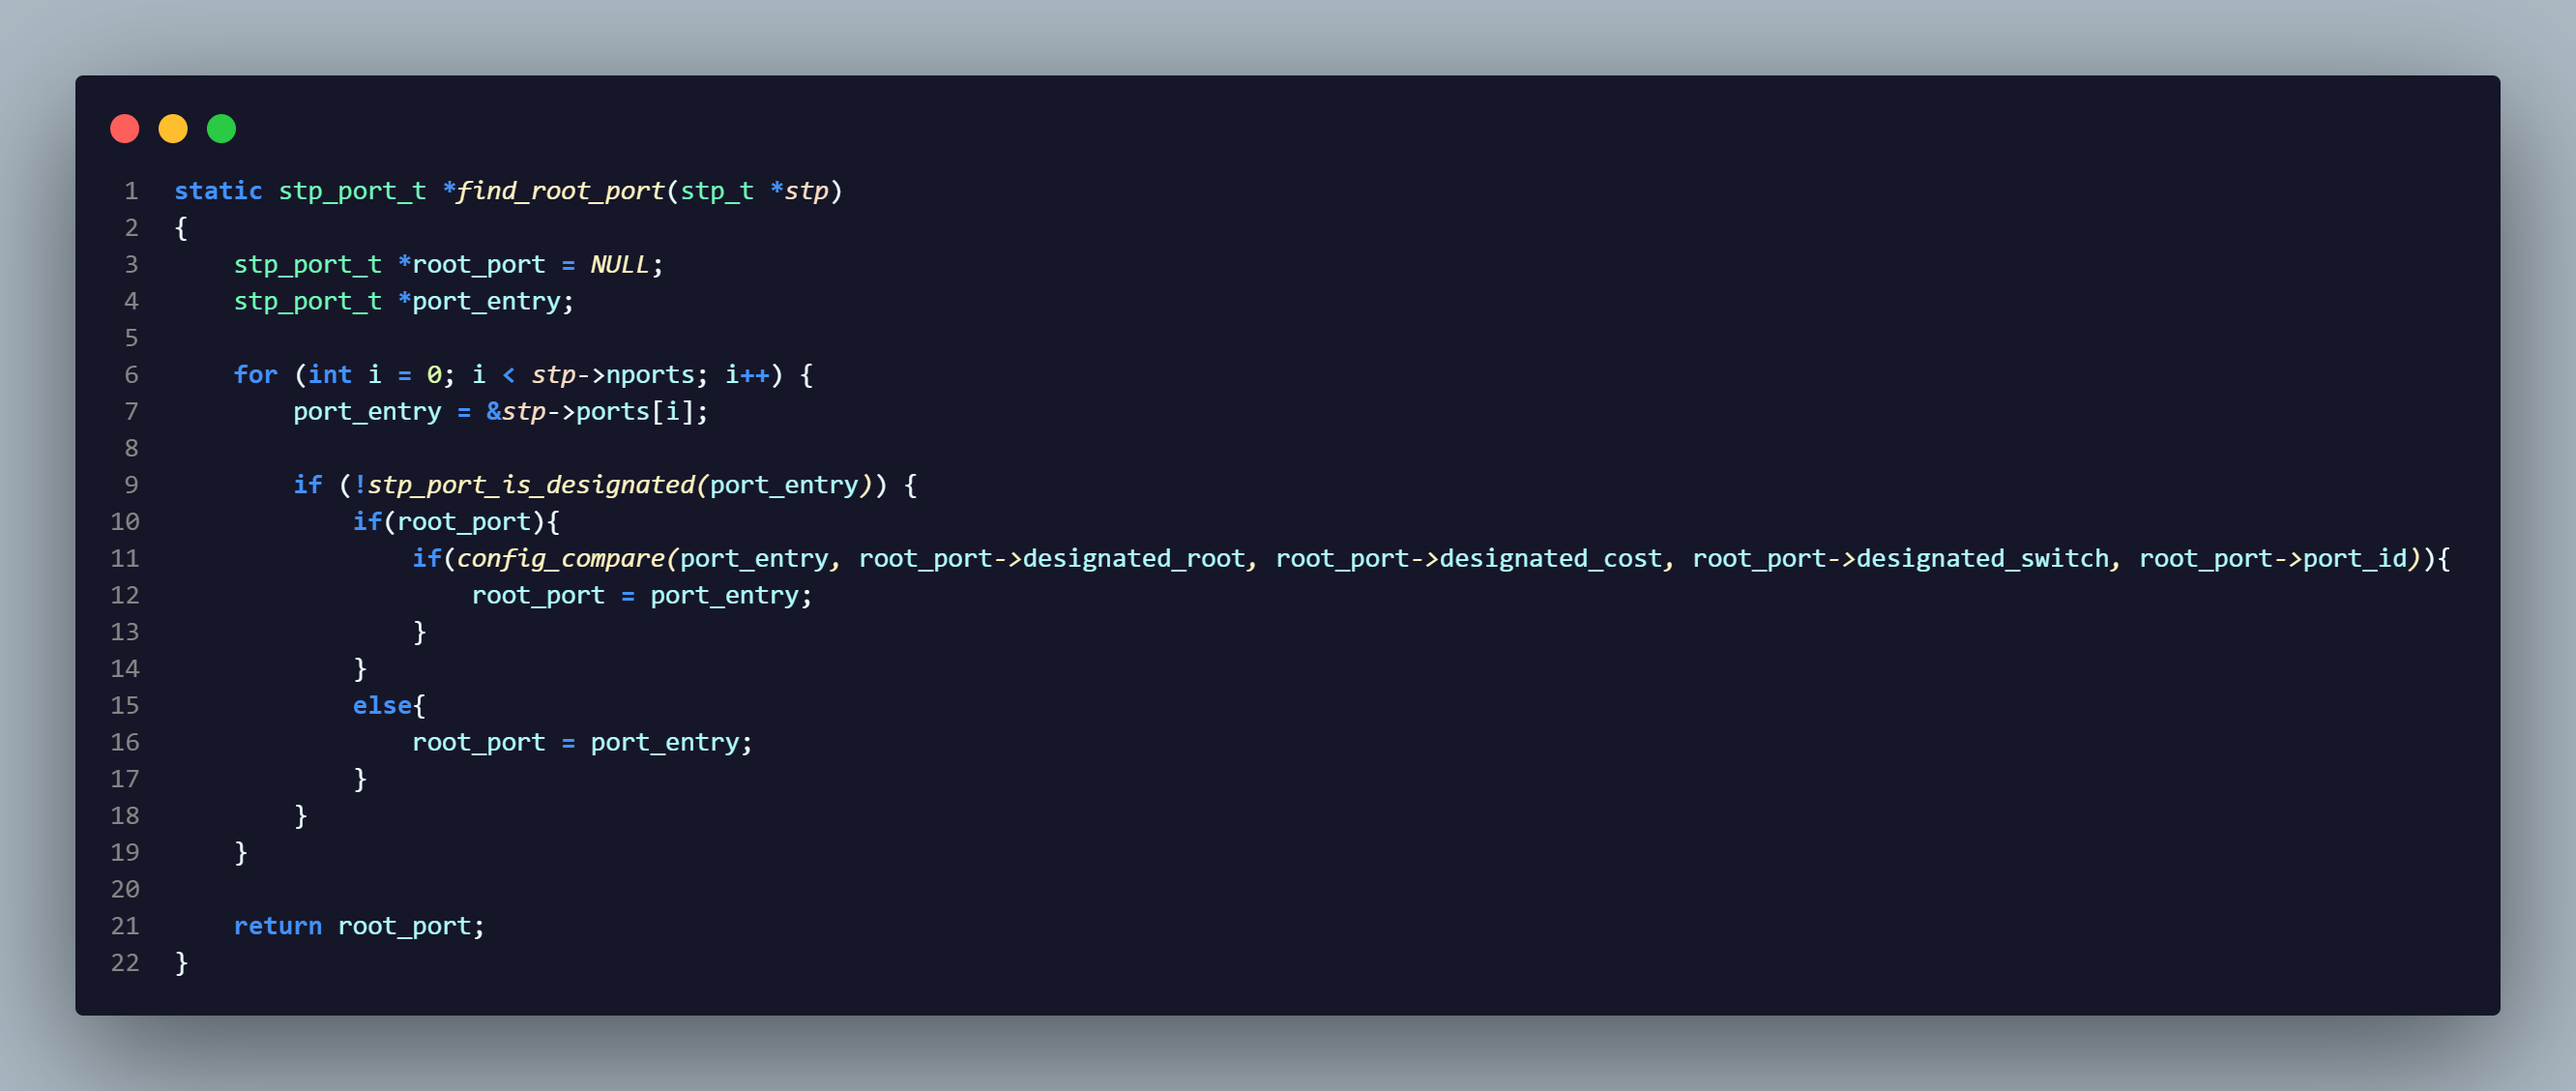 1 static stp_port_t *find_root_port(stp_t *stp)
2 {
3     stp_port_t *root_port = NULL;
4     stp_port_t *port_entry;
5
6     for (int i = 0; i < stp->nports; i++) {
7         port_entry = &stp->ports[i];
8
9         if (!stp_port_is_designated(port_entry)) {
10             if(root_port){
11                 if(config_compare(port_entry, root_port->designated_root, root_port->designated_cost, root_port->designated_switch, root_port->port_id)){
12                     root_port = port_entry;
13                 }
14             }
15             else{
16                 root_port = port_entry;
17             }
18         }
19     }
20
21     return root_port;
22 }